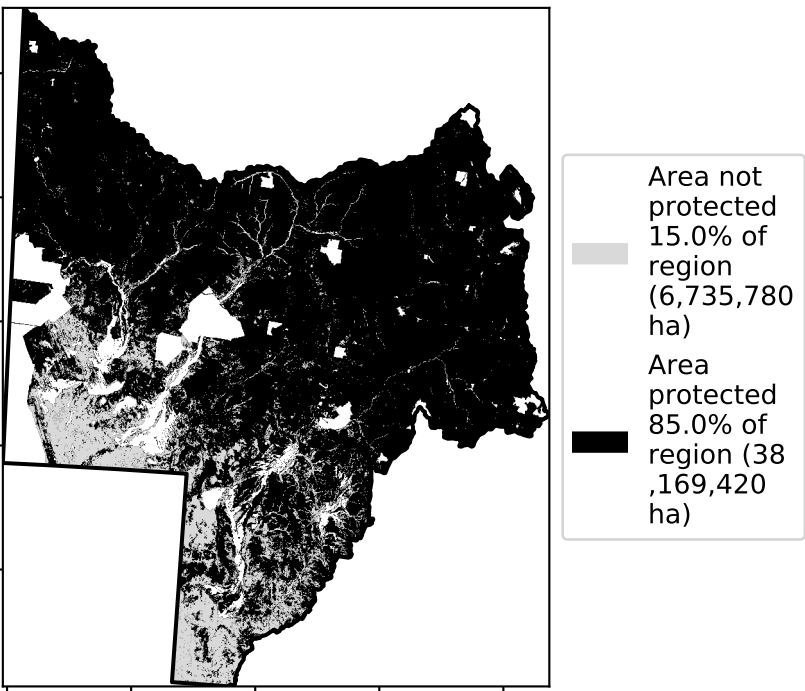 Area not
protected
15.0% of
region
(6,735,780
ha)
Area
protected
85.0% of
region (38
,169,420
ha)